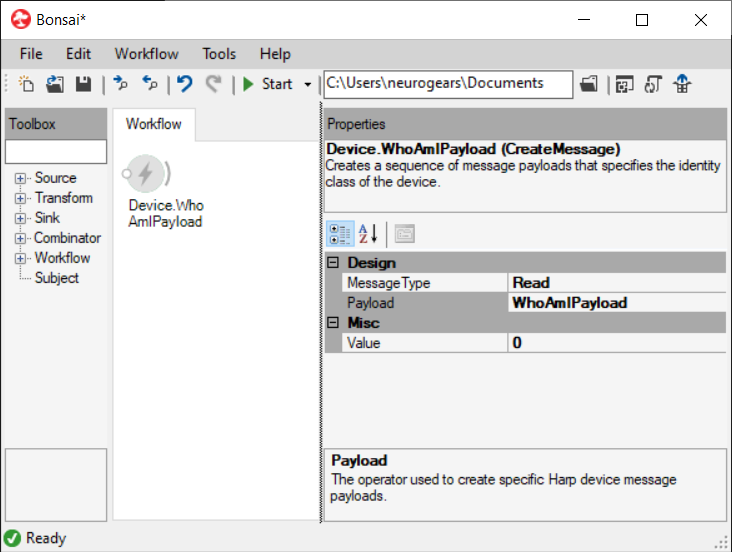 Bonsai*
File Edit Workflow Tools Help
Start C:\Users\neurogears\Documents
Toolbox
Source
Transform
Sink
Combinator
Workflow
Subject
Workflow
Device.Who
AmIPayload
Properties
Device.WhoAmIPayload (CreateMessage)
Creates a sequence of message payloads that specifies the identity
class of the device.
Design
MessageType Read
Payload WhoAmIPayload
Misc
Value 0
Payload
The operator used to create specific Harp device message
payloads.
Ready